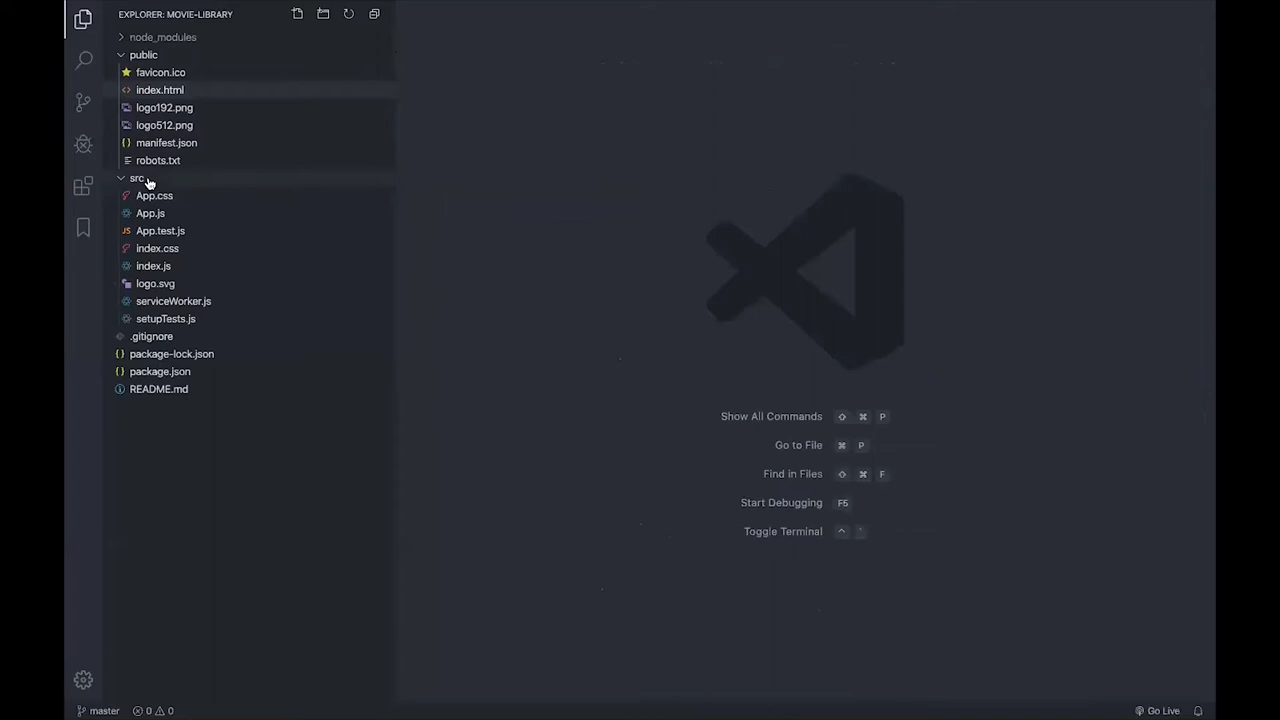 EXPLORER: MOVIE-LIBRARY
node_modules
public
favicon.ico
index.html
logo192.png
logo512.png
manifest.json
robots.txt
src
App.css
App.js
JS App.test.js
index.css
index.js
logo.svg
serviceWorker.js
setupTests.js
.gitignore
package-lock.json
package.json
README.md
Show All Commands ⇧ ⌘ P
Go to File ⌘ P
Find in Files ⇧ ⌘ F
Start Debugging F5
Toggle Terminal ^ `
master 0 0 Go Live